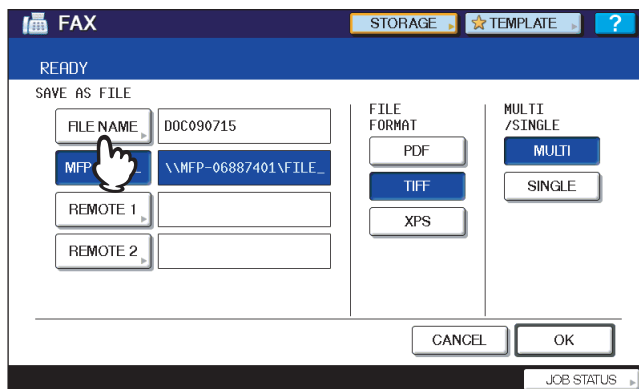 FAX
STORAGE
TEMPLATE
?
READY
SAVE AS FILE
FILE NAME
DOC090715
MFP
\\MFP-06887401\FILE_
REMOTE 1
REMOTE 2
FILE
FORMAT
PDF
TIFF
XPS
MULTI
/SINGLE
MULTI
SINGLE
CANCEL
OK
JOB STATUS